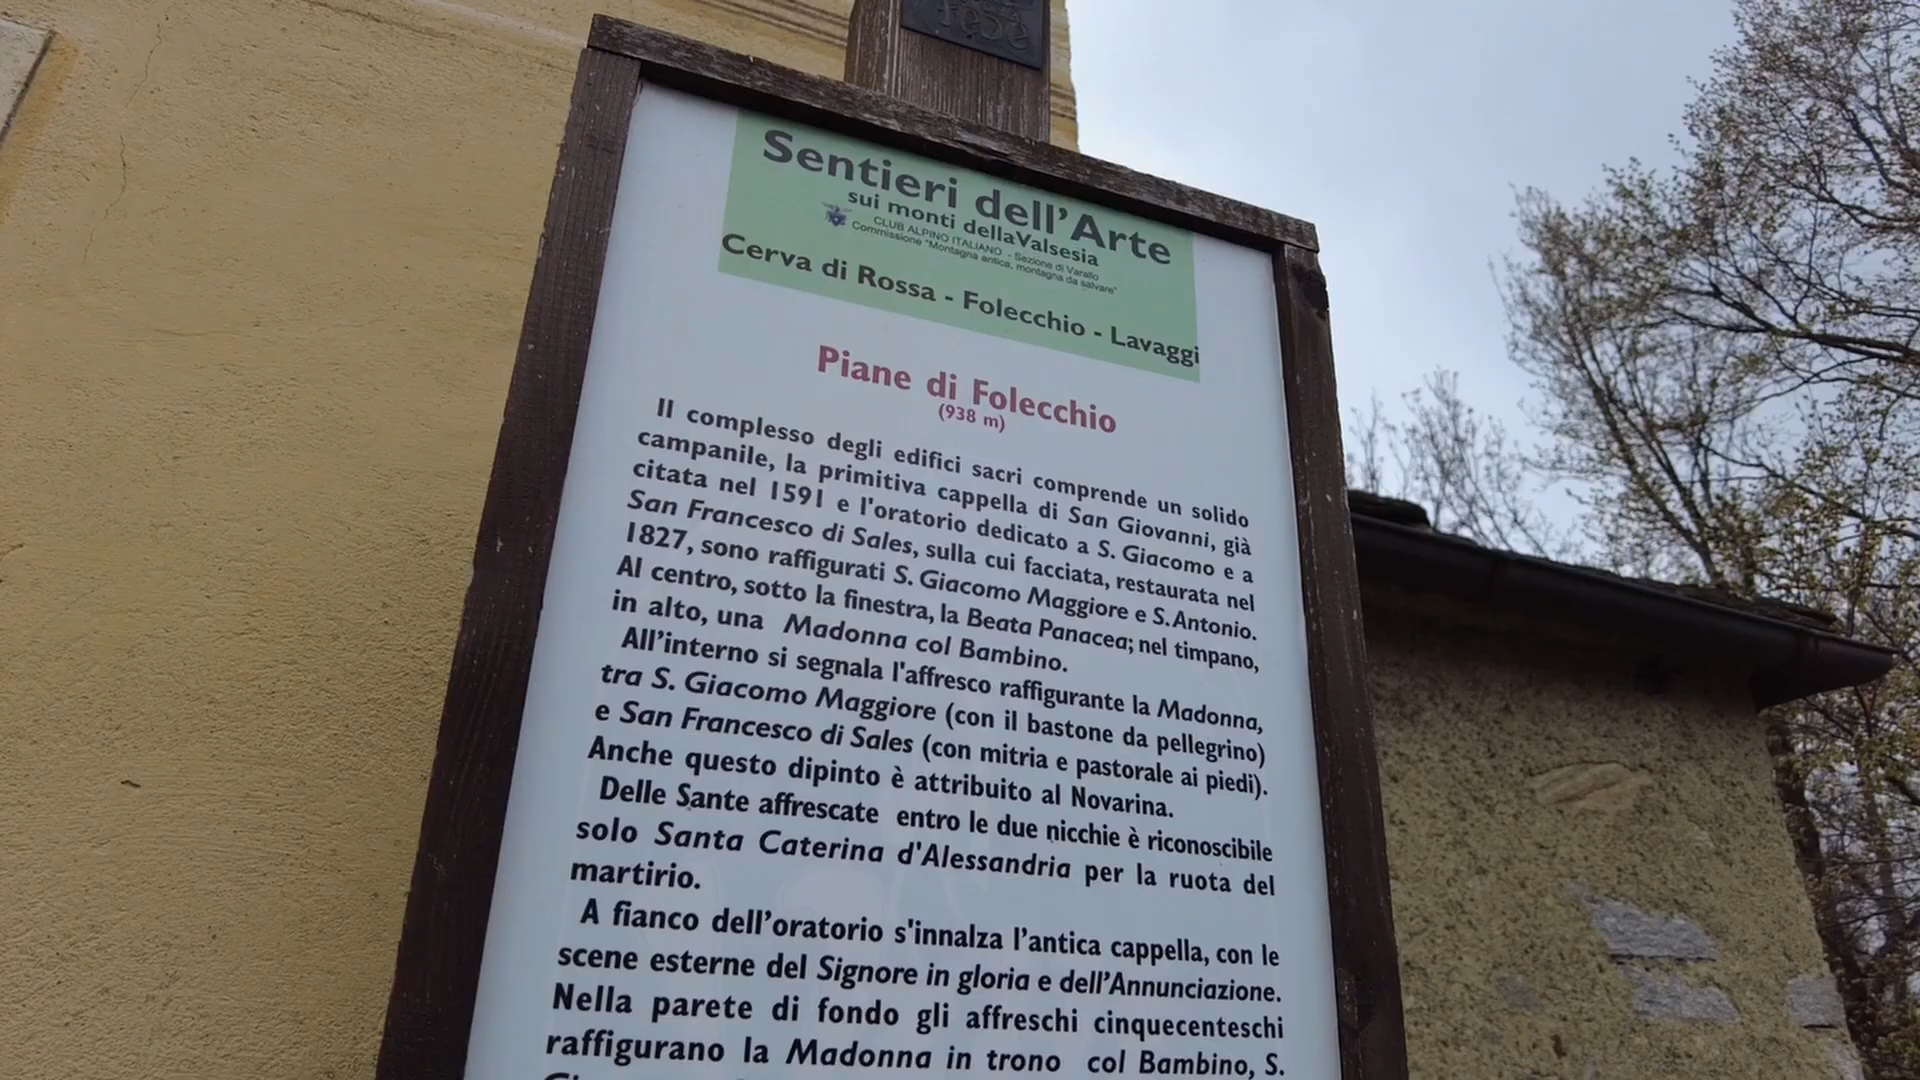 fede
Sentieri dell'Arte
sui monti dellaValsesia
CLUB ALPINO ITALIANO - Sezione di Varallo
Commissione "Montagna antica, montagna da salvare"
Cerva di Rossa - Folecchio - Lavaggi
Piane di Folecchio
(938 m)
Il complesso degli edifici sacri comprende un solido
campanile, la primitiva cappella di San Giovanni, già
citata nel 1591 e l'oratorio dedicato a S. Giacomo e a
San Francesco di Sales, sulla cui facciata, restaurata nel
1827, sono raffigurati S. Giacomo Maggiore e S. Antonio.
Al centro, sotto la finestra, la Beata Panacea; nel timpano,
in alto, una Madonna col Bambino.
All'interno si segnala l'affresco raffigurante la Madonna,
tra S. Giacomo Maggiore (con il bastone da pellegrino)
e San Francesco di Sales (con mitria e pastorale ai piedi).
Anche questo dipinto è attribuito al Novarina.
Delle Sante affrescate entro le due nicchie è riconoscibile
solo Santa Caterina d'Alessandria per la ruota del
martirio.
A fianco dell'oratorio s'innalza l'antica cappella, con le
scene esterne del Signore in gloria e dell'Annunciazione.
Nella parete di fondo gli affreschi cinquecenteschi
raffigurano la Madonna in trono col Bambino, S.